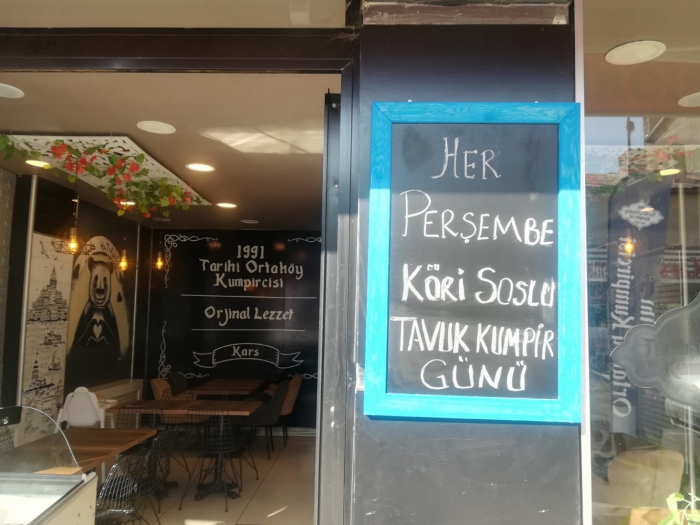 HER
PERŞEMBE
KÖRİ SOSLU
TAVUK KUMPİR
GÜNÜ
1991
Tarihi Ortaköy
Kumpircisi
Orjinal Lezzet
Kars